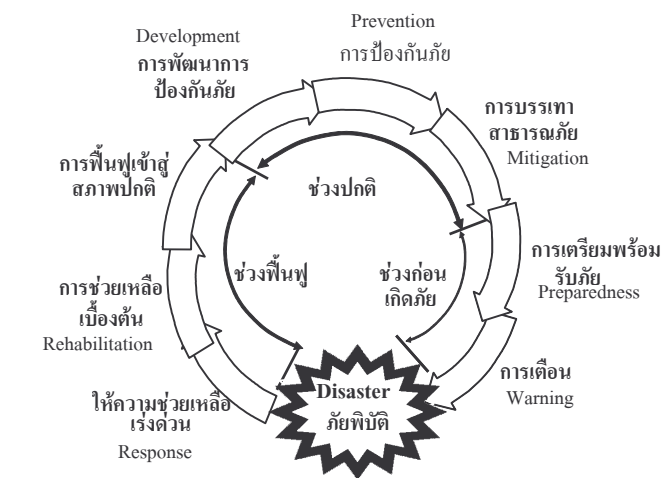 Prevention
การป้องกันภัย
Development
การพัฒนาการ
ป้องกันภัย
การบรรเทา
สาธารณภัย
Mitigation
การฟื้นฟูเข้าสู่
สภาพปกติ
ช่วงปกติ
การเตรียมพร้อม
รับภัย
Preparedness
ช่วงฟื้นฟู
ช่วงก่อน
เกิดภัย
การช่วยเหลือ
เบื้องต้น
Rehabilitation
การเตือน
Warning
Disaster
ภัยพิบัติ
ให้ความช่วยเหลือ
เร่งด่วน
Response